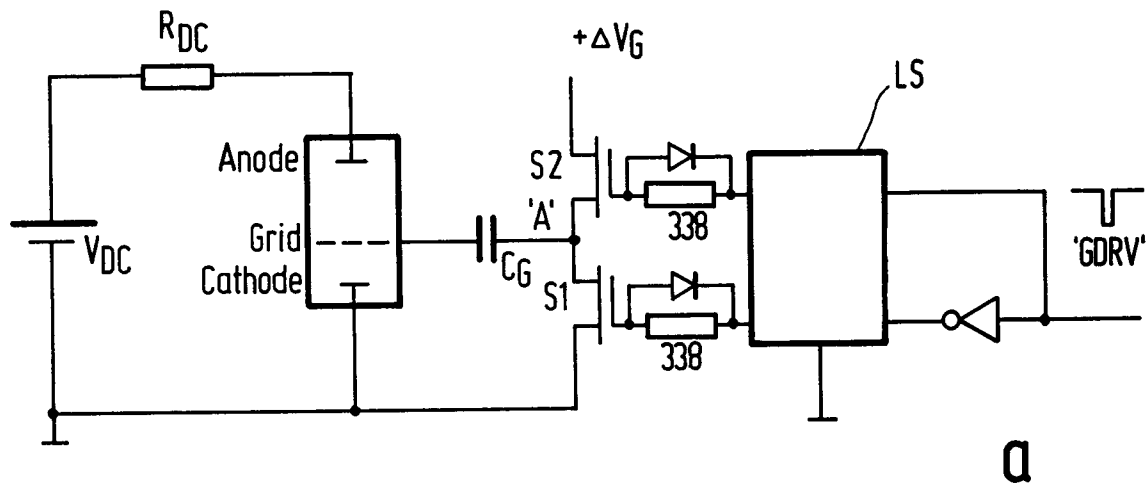 R_DC
+ΔV_G
LS
Anode
S2
'A'
338
Grid
V_DC
Cathode
C_G
S1
338
'GDRV'
a